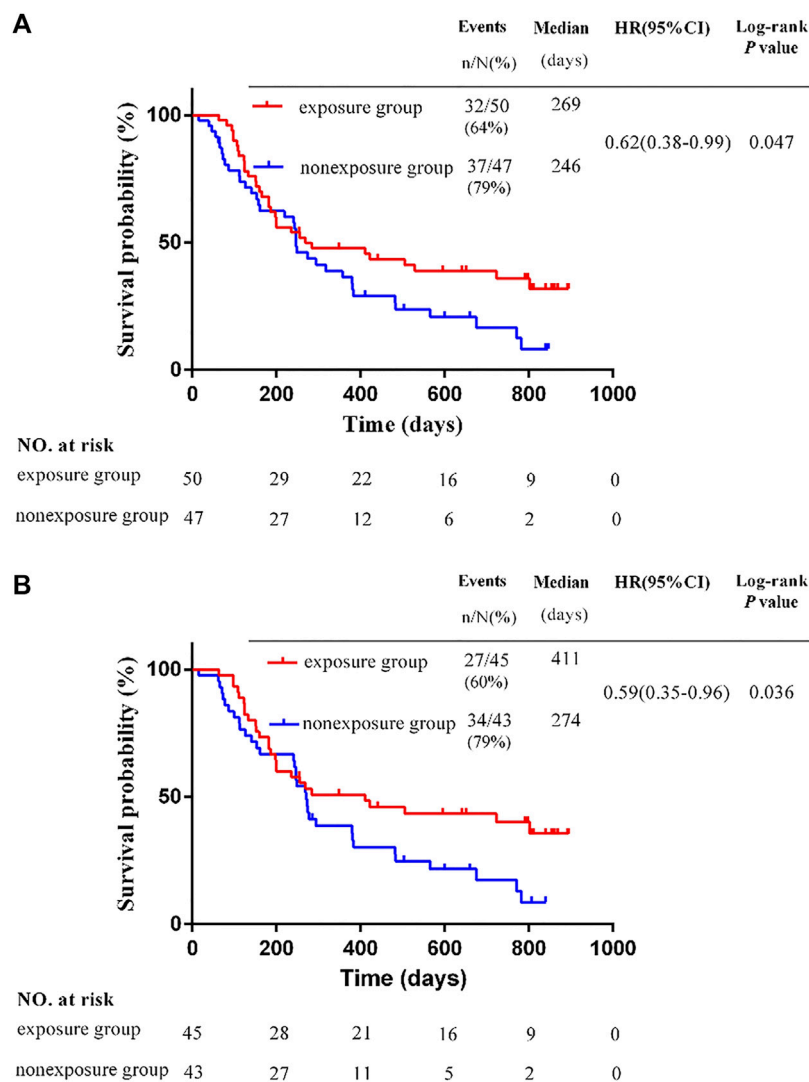 A
Events Median HR(95%CI) Log-rank
P value
n/N(%) (days)
exposure group 32/50 269
(64%)
0.62(0.38-0.99) 0.047
nonexposure group 37/47 246
(79%)
Survival probability (%)
100
50
0
0 200 400 600 800 1000
Time (days)
NO. at risk
exposure group 50 29 22 16 9 0
nonexposure group 47 27 12 6 2 0
B
Events Median HR(95%CI) Log-rank
P value
n/N(%) (days)
exposure group 27/45 411
(60%)
0.59(0.35-0.96) 0.036
nonexposure group 34/43 274
(79%)
Survival probability (%)
100
50
0
0 200 400 600 800 1000
Time (days)
NO. at risk
exposure group 45 28 21 16 9 0
nonexposure group 43 27 11 5 2 0